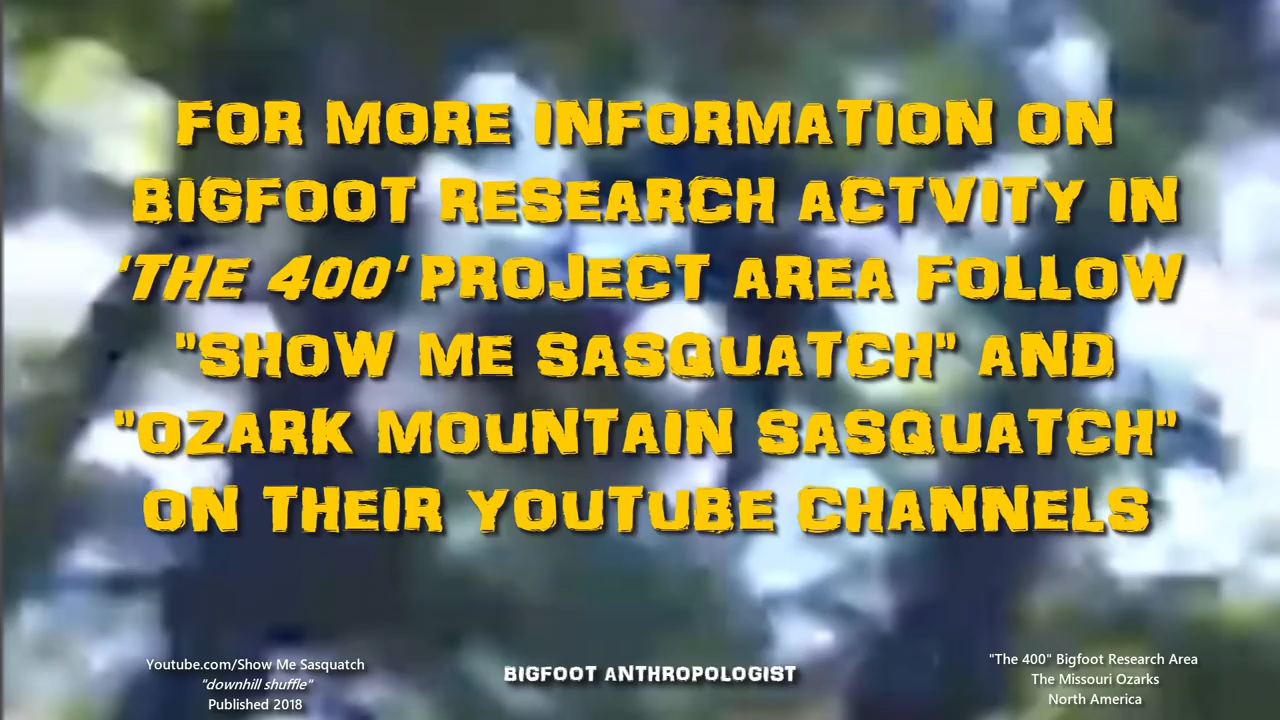 FOR MORE INFORMATION ON
BIGFOOT RESEARCH ACTVITY IN
'THE 400' PROJECT AREA FOLLOW
"SHOW ME SASQUATCH" AND
"OZARK MOUNTAIN SASQUATCH"
ON THEIR YOUTUBE CHANNELS
Youtube.com/Show Me Sasquatch
"downhill shuffle"
Published 2018
BIGFOOT ANTHROPOLOGIST
"The 400" Bigfoot Research Area
The Missouri Ozarks
North America